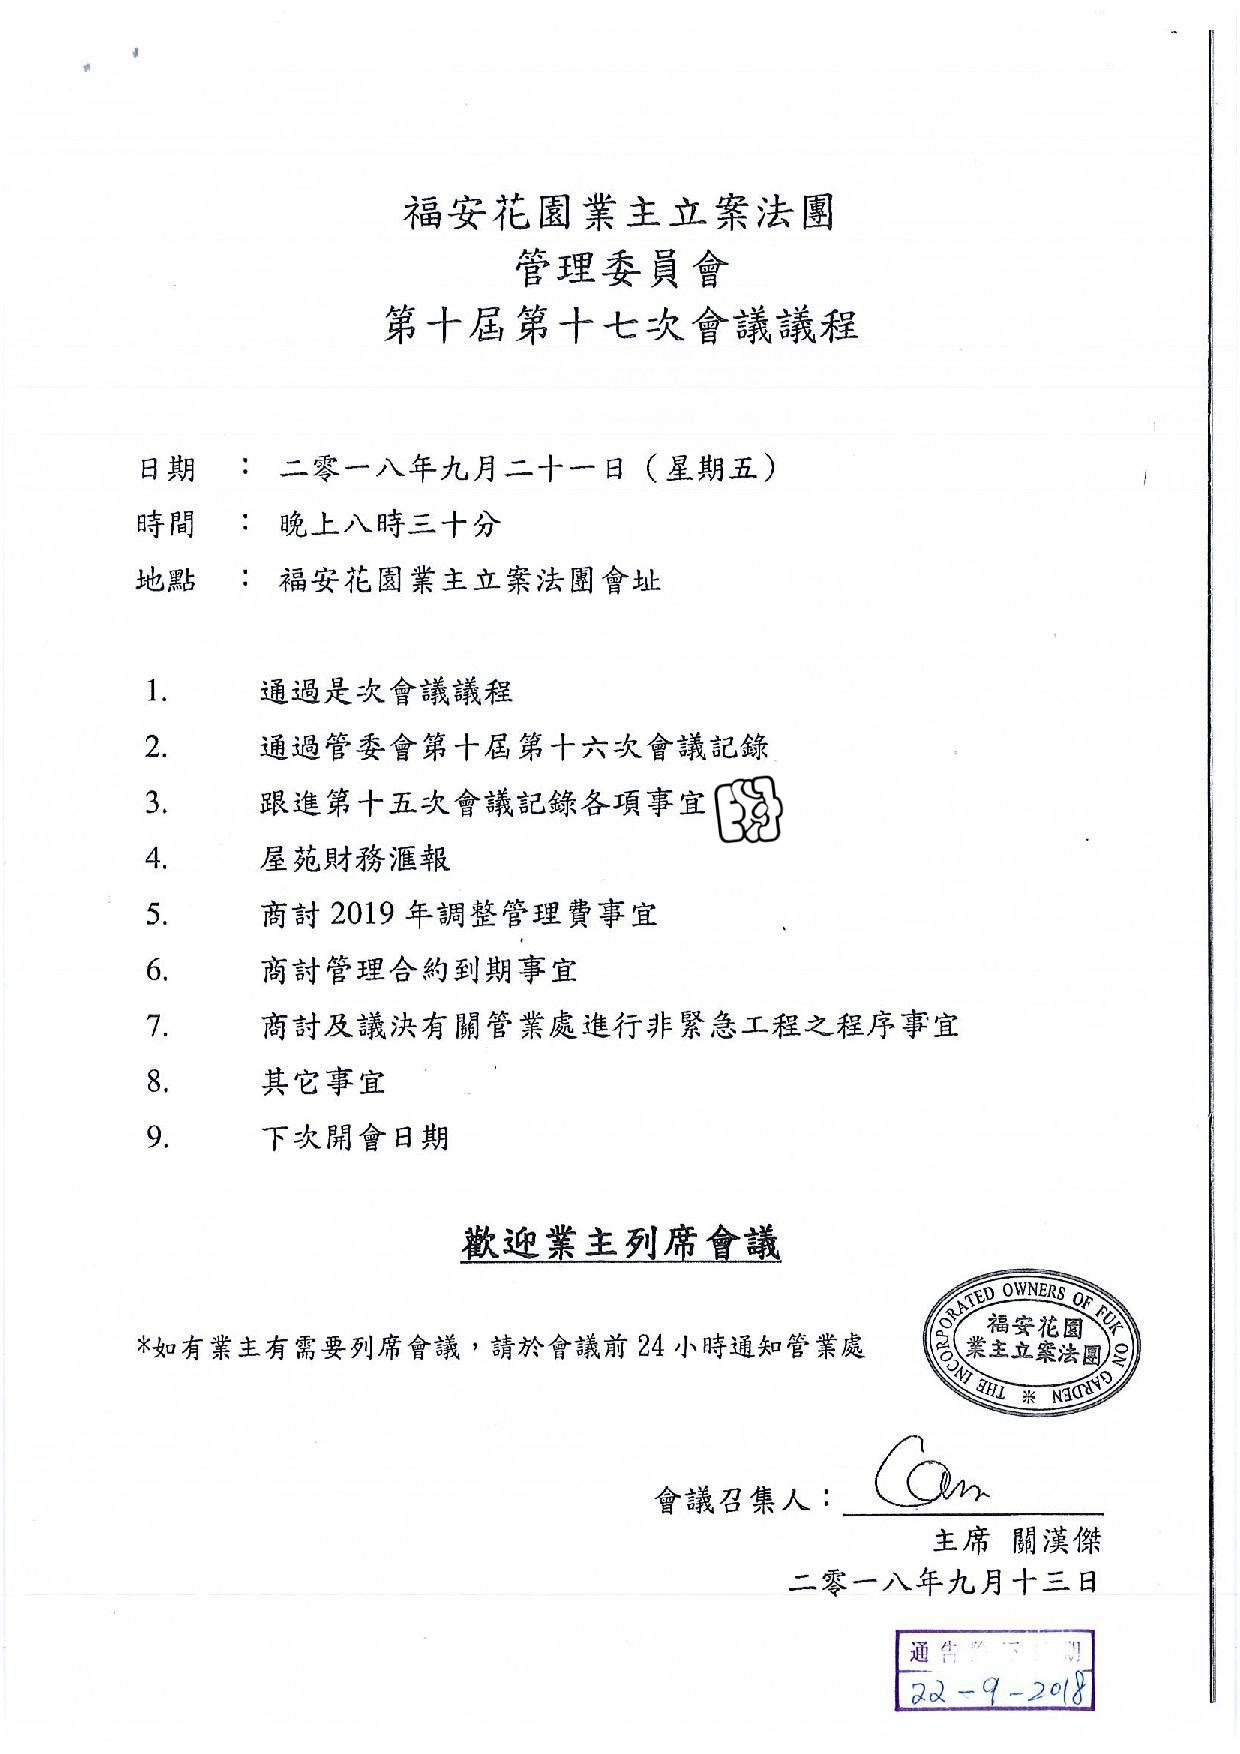 福安花園業主立案法團
管理委員會
第十屆第十七次會議議程
日期 : 二零一八年九月二十一日（星期五）
時間 : 晚上八時三十分
地點 : 福安花園業主立案法團會址
1. 通過是次會議議程
2. 通過管委會第十屆第十六次會議記錄
3. 跟進第十五次會議記錄各項事宜
4. 屋苑財務滙報
5. 商討 2019 年調整管理費事宜
6. 商討管理合約到期事宜
7. 商討及議決有關管業處進行非緊急工程之程序事宜
8. 其它事宜
9. 下次開會日期
歡迎業主列席會議
*如有業主有需要列席會議，請於會議前 24 小時通知管業處
THE INCORPORATED OWNERS OF FUK ON GARDEN
福安花園
業主立案法團
會議召集人：
主席 關漢傑
二零一八年九月十三日
通告 下 期
22-9-2018